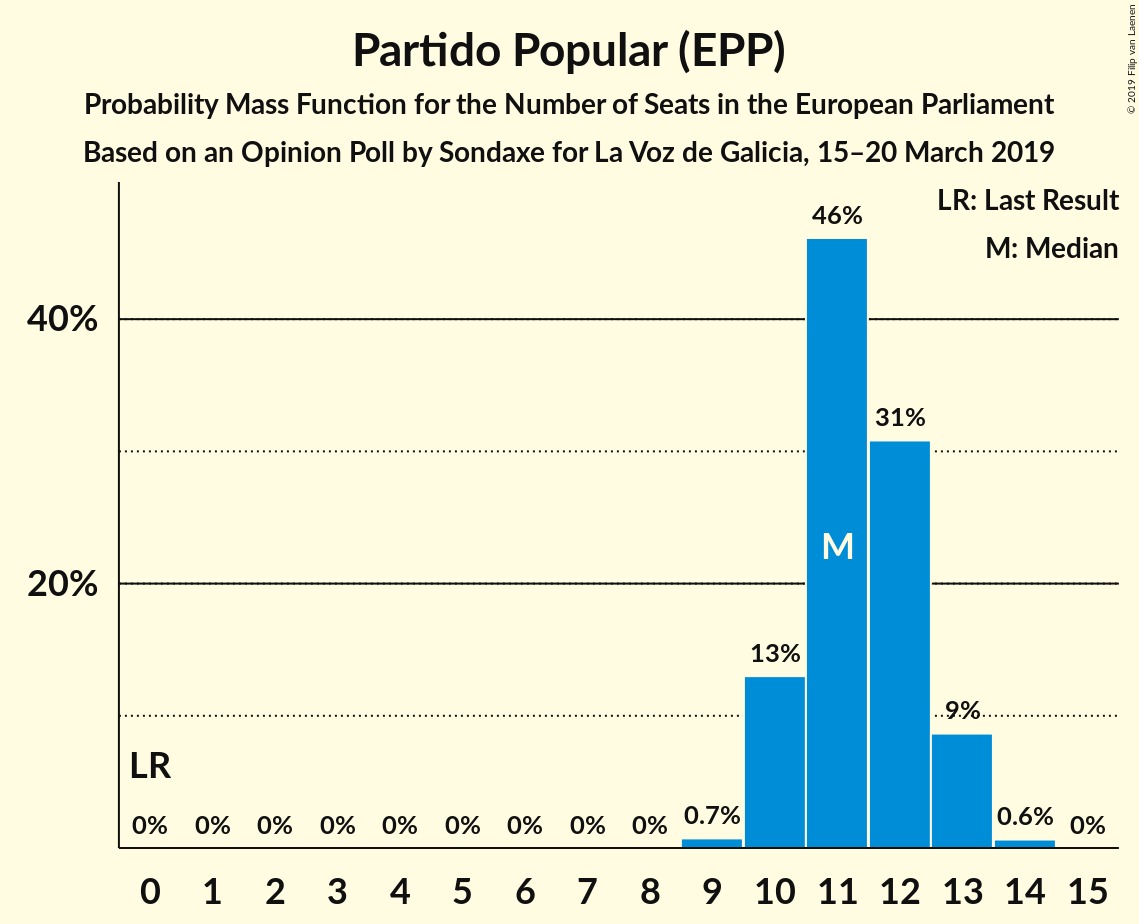 Partido Popular (EPP)
Probability Mass Function for the Number of Seats in the European Parliament
Based on an Opinion Poll by Sondaxe for La Voz de Galicia, 15–20 March 2019
© 2019 Filip van Laenen
LR: Last Result
M: Median
46%
40%
31%
M
20%
13%
9%
LR
0% 0% 0% 0% 0% 0% 0% 0% 0% 0.7% 0.6% 0%
0 1 2 3 4 5 6 7 8 9 10 11 12 13 14 15